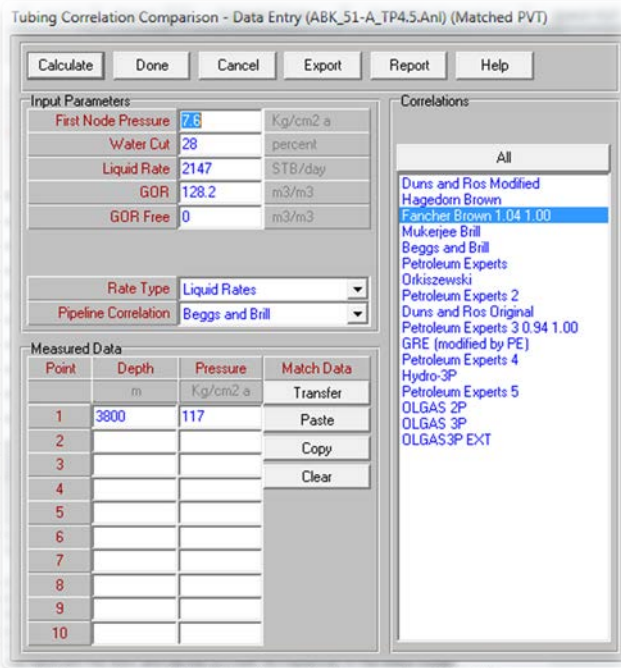 Tubing Correlation Comparison - Data Entry (ABK_51-A_TP4.5.Anl) (Matched PVT)
Calculate Done Cancel Export Report Help
Input Parameters
First Node Pressure 7.6 Kg/cm2 a
Water Cut 28 percent
Liquid Rate 2147 STB/day
GOR 128.2 m3/m3
GOR Free 0 m3/m3
Rate Type Liquid Rates
Pipeline Correlation Beggs and Brill
Measured Data
Point Depth Pressure Match Data
m Kg/cm2 a Transfer
1 3800 117 Paste
2 Copy
3 Clear
4
5
6
7
8
9
10
Correlations
All
Duns and Ros Modified
Hagedorn Brown
Fancher Brown 1.04 1.00
Mukerjee Brill
Beggs and Brill
Petroleum Experts
Orkiszewski
Petroleum Experts 2
Duns and Ros Original
Petroleum Experts 3 0.94 1.00
GRE (modified by PE)
Petroleum Experts 4
Hydro-3P
Petroleum Experts 5
OLGAS 2P
OLGAS 3P
OLGAS3P EXT